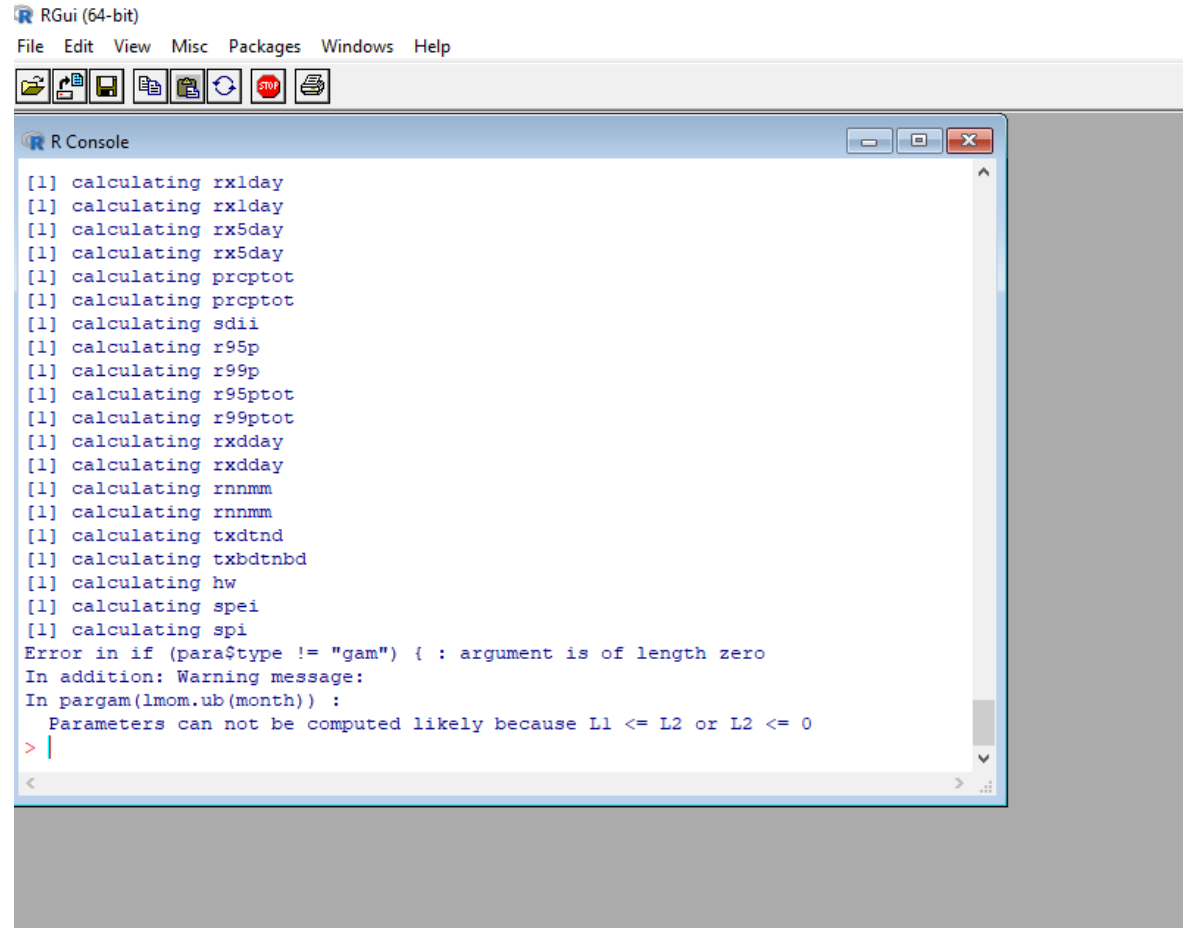 RGui (64-bit)
File Edit View Misc Packages Windows Help
STOP
R Console
[1] calculating rx1day
[1] calculating rx1day
[1] calculating rx5day
[1] calculating rx5day
[1] calculating prcptot
[1] calculating prcptot
[1] calculating sdii
[1] calculating r95p
[1] calculating r99p
[1] calculating r95ptot
[1] calculating r99ptot
[1] calculating rxdday
[1] calculating rxdday
[1] calculating rnnmm
[1] calculating rnnmm
[1] calculating txdtnd
[1] calculating txbdtnbd
[1] calculating hw
[1] calculating spei
[1] calculating spi
Error in if (para$type != "gam") { : argument is of length zero
In addition: Warning message:
In pargam(lmom.ub(month)) :
  Parameters can not be computed likely because L1 <= L2 or L2 <= 0
>